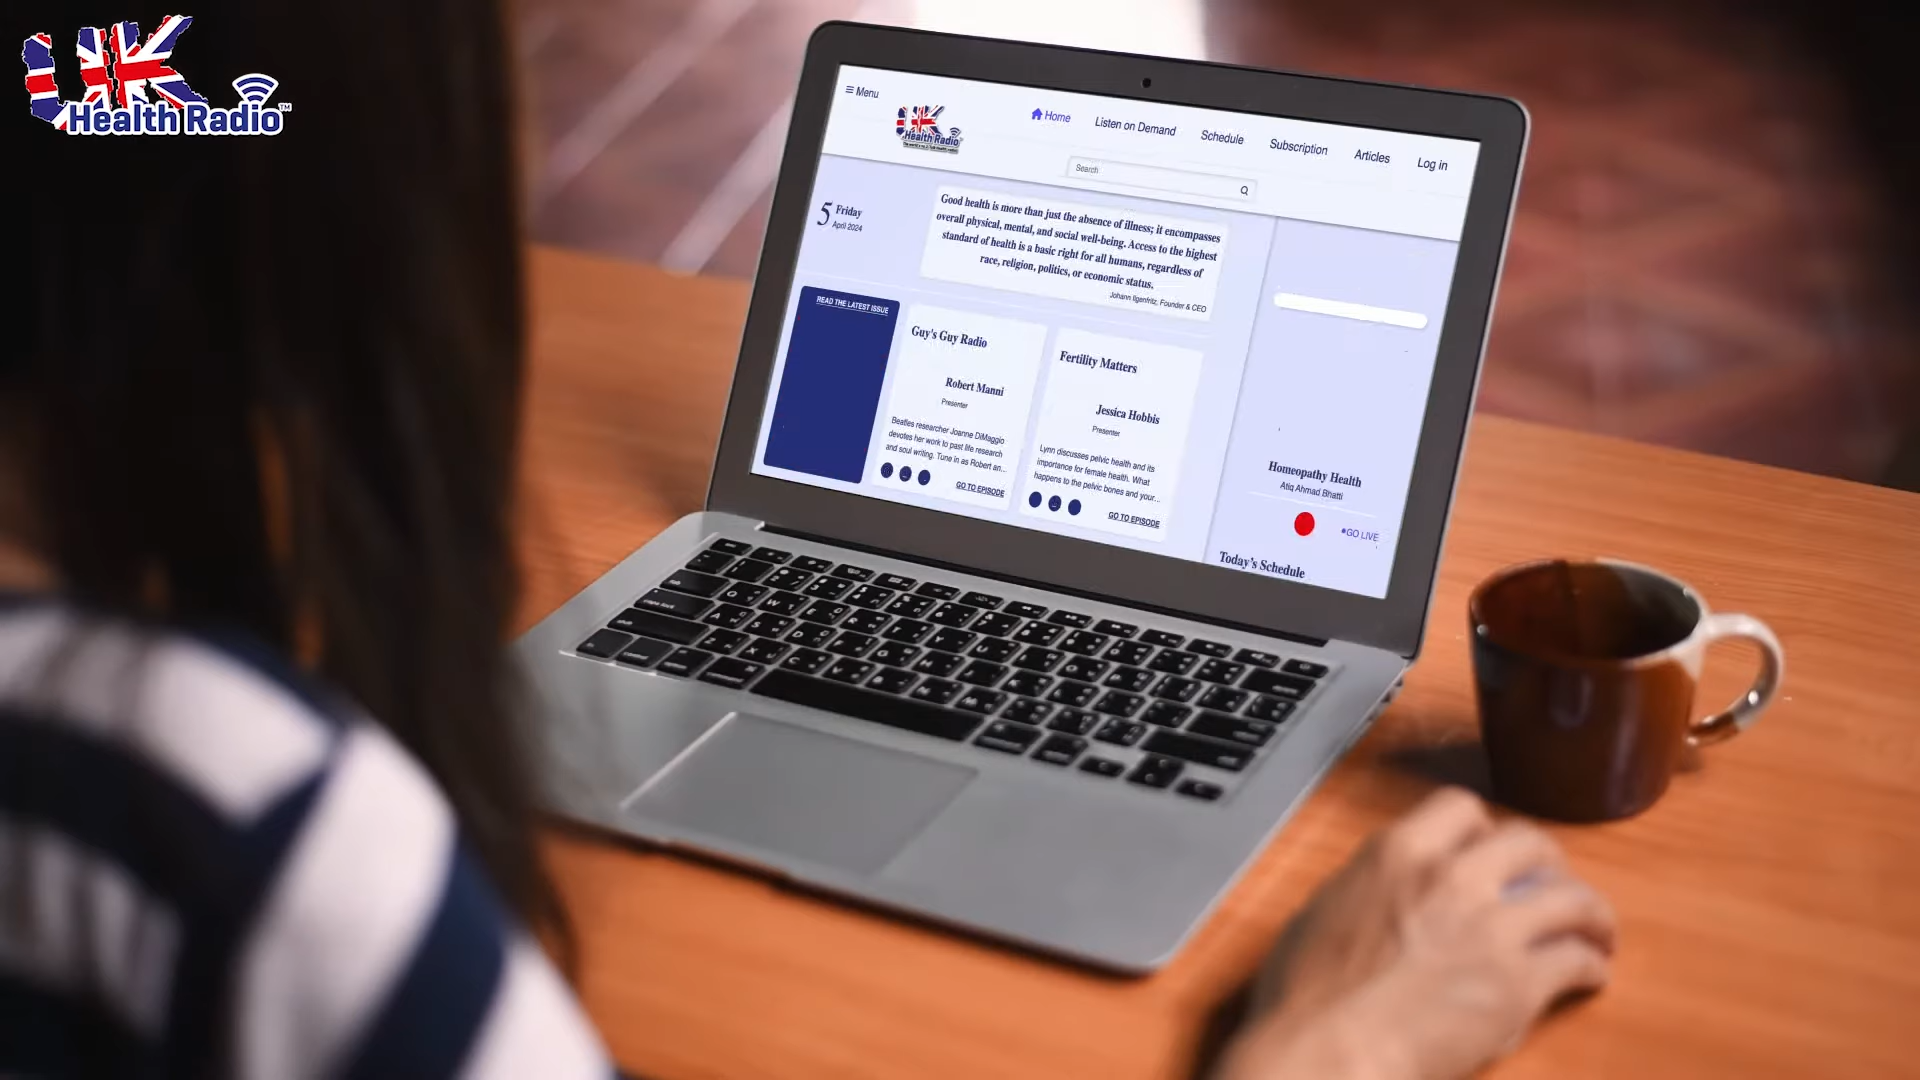 UK
Health Radio™
Menu
UK
Health Radio
Home
Listen on Demand
Schedule
Subscription
Articles
Log in
Search
5 Friday
April 2024
Good health is more than just the absence of illness; it encompasses
overall physical, mental, and social well-being. Access to the highest
standard of health is a basic right for all humans, regardless of
race, religion, politics, or economic status.
Johann Ilgenfritz, Founder & CEO
READ THE LATEST ISSUE
Guy's Guy Radio
Robert Manni
Presenter
Beatles researcher Joanne DiMaggio
devotes her work to past life research
and soul writing. Tune in as Robert an...
GO TO EPISODE
Fertility Matters
Jessica Hobbis
Presenter
Lynn discusses pelvic health and its
importance for female health. What
happens to the pelvic bones and your...
GO TO EPISODE
Homeopathy Health
Atiq Ahmad Bhatti
GO LIVE
Today's Schedule